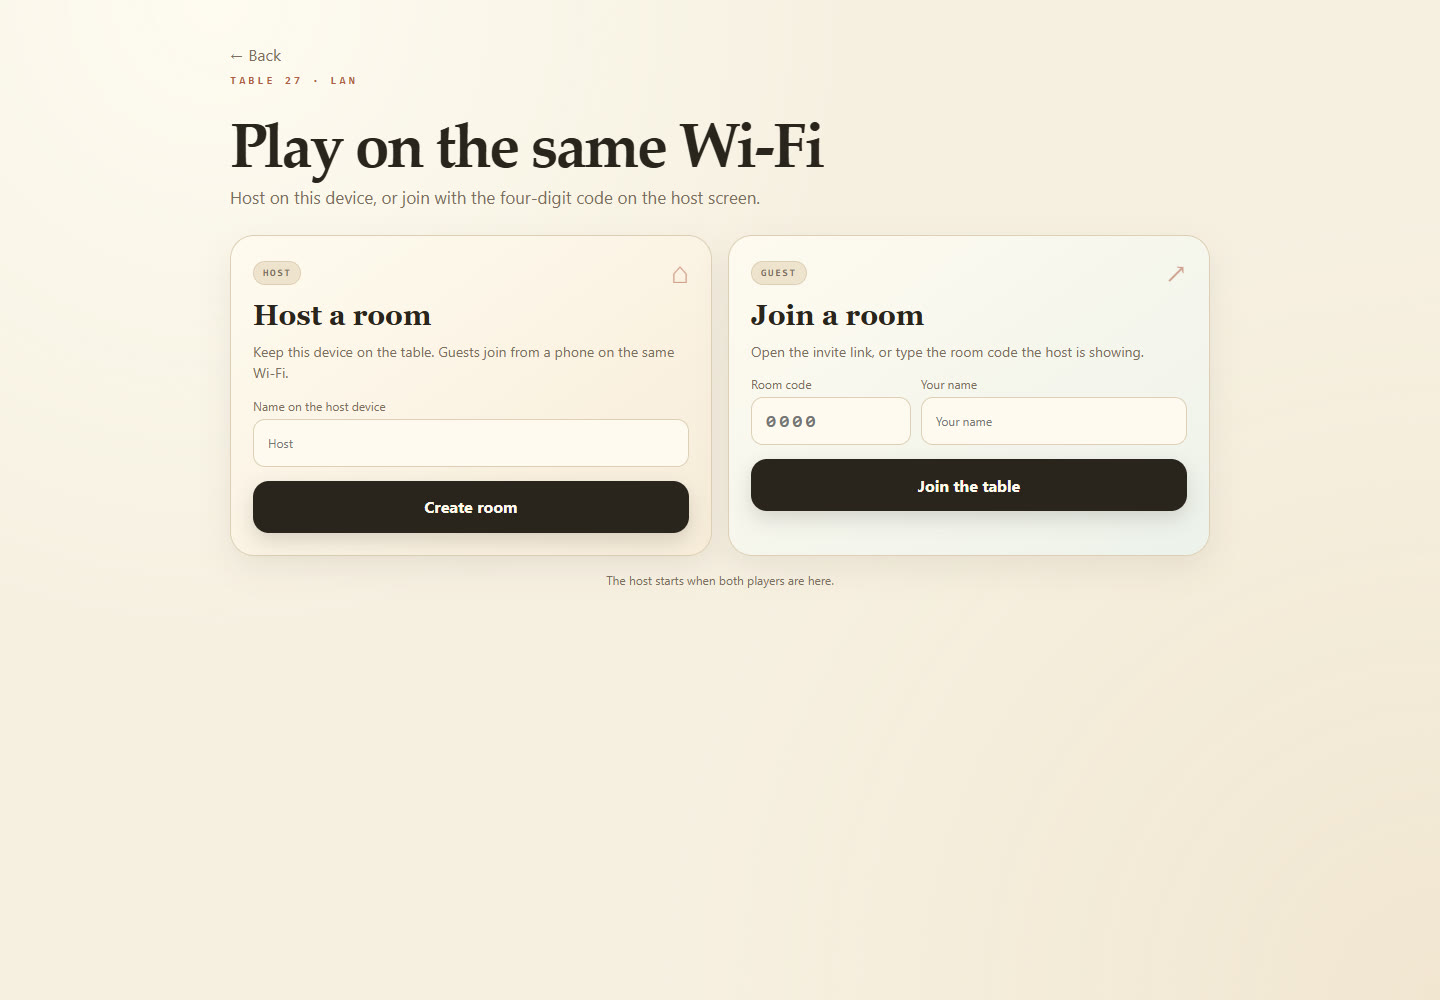 ← Back
TABLE 27 · LAN
Play on the same Wi-Fi
Host on this device, or join with the four-digit code on the host screen.
HOST
Host a room
Keep this device on the table. Guests join from a phone on the same
Wi-Fi.
Name on the host device
Host
Create room
GUEST
Join a room
Open the invite link, or type the room code the host is showing.
Room code
Your name
0000
Your name
Join the table
The host starts when both players are here.